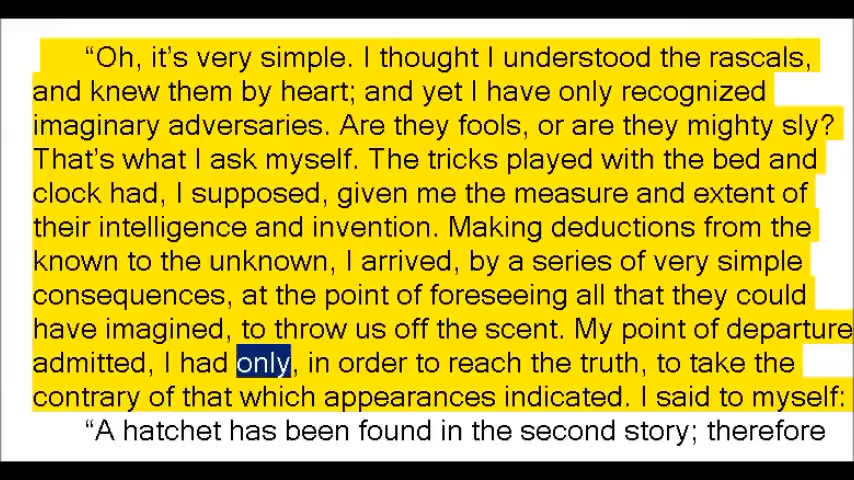 “Oh, it’s very simple. I thought I understood the rascals,
and knew them by heart; and yet I have only recognized
imaginary adversaries. Are they fools, or are they mighty sly?
That’s what I ask myself. The tricks played with the bed and
clock had, I supposed, given me the measure and extent of
their intelligence and invention. Making deductions from the
known to the unknown, I arrived, by a series of very simple
consequences, at the point of foreseeing all that they could
have imagined, to throw us off the scent. My point of departure
admitted, I had only, in order to reach the truth, to take the
contrary of that which appearances indicated. I said to myself:
“A hatchet has been found in the second story; therefore